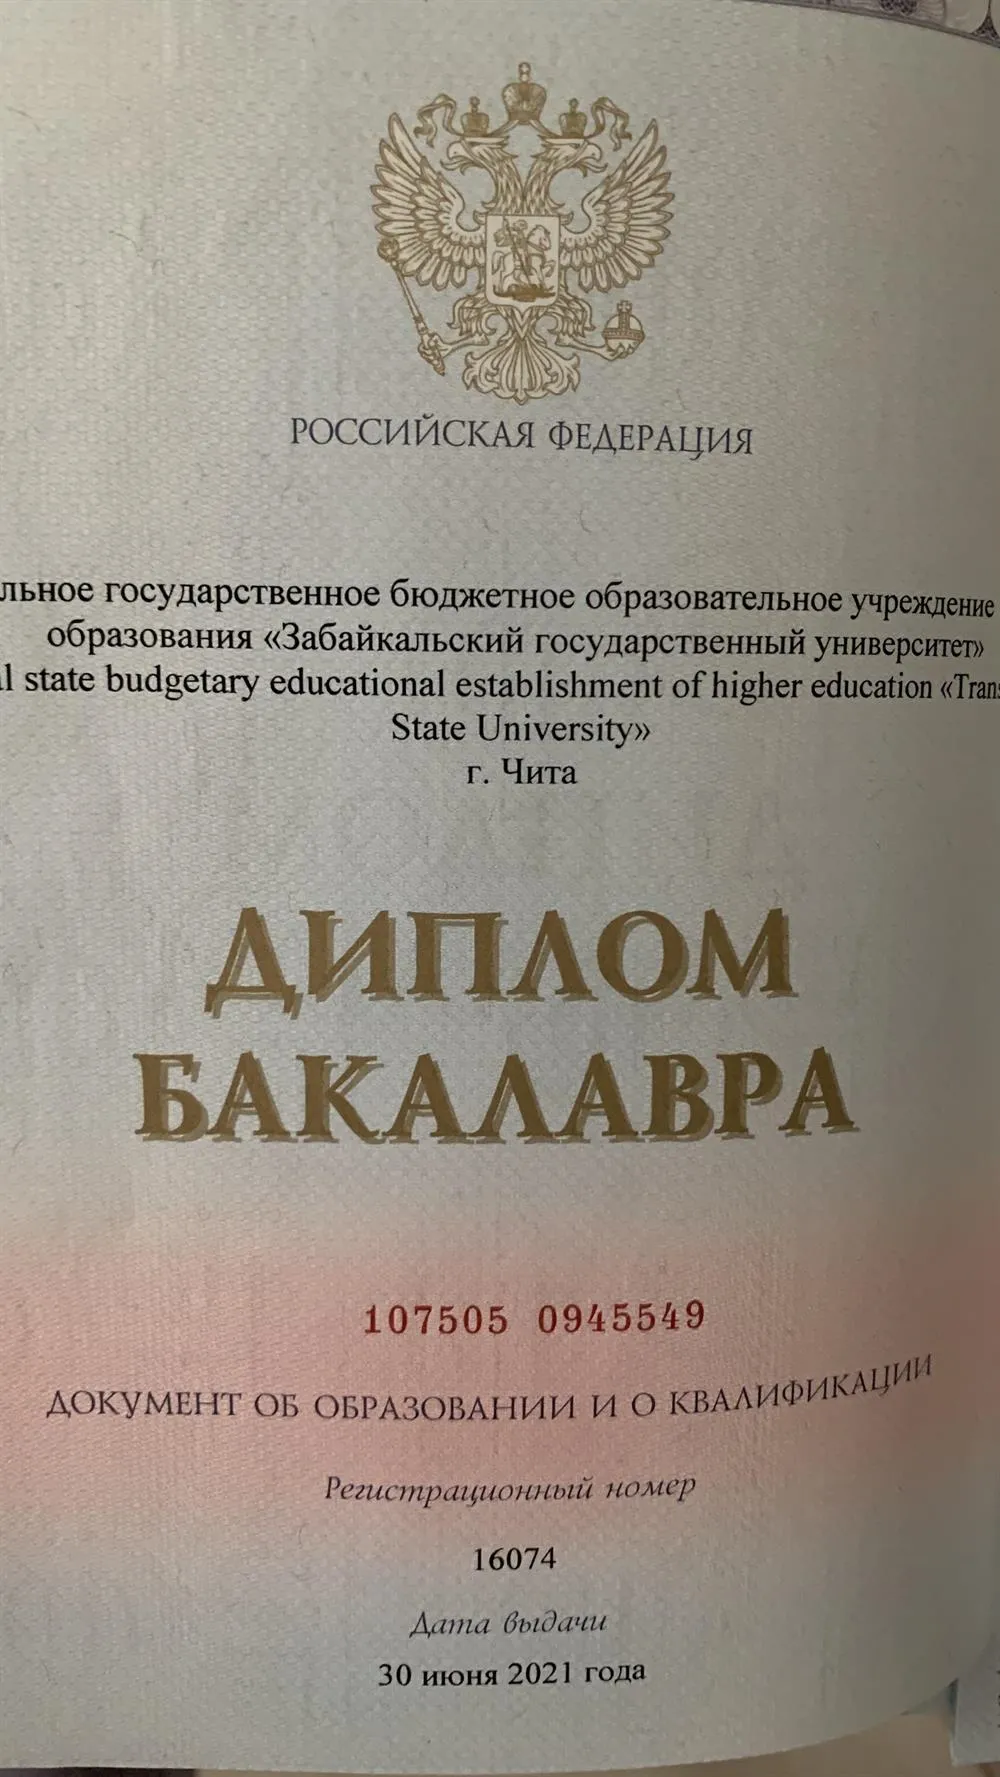 РОССИЙСКАЯ ФЕДЕРАЦИЯ
льное государственное бюджетное образовательное учреждение
образования «Забайкальский государственный университет»
l state budgetary educational establishment of higher education «Trans
State University»
г. Чита
ДИПЛОМ
БАКАЛАВРА
107505 0945549
ДОКУМЕНТ ОБ ОБРАЗОВАНИИ И О КВАЛИФИКАЦИИ
Регистрационный номер
16074
Дата выдачи
30 июня 2021 года